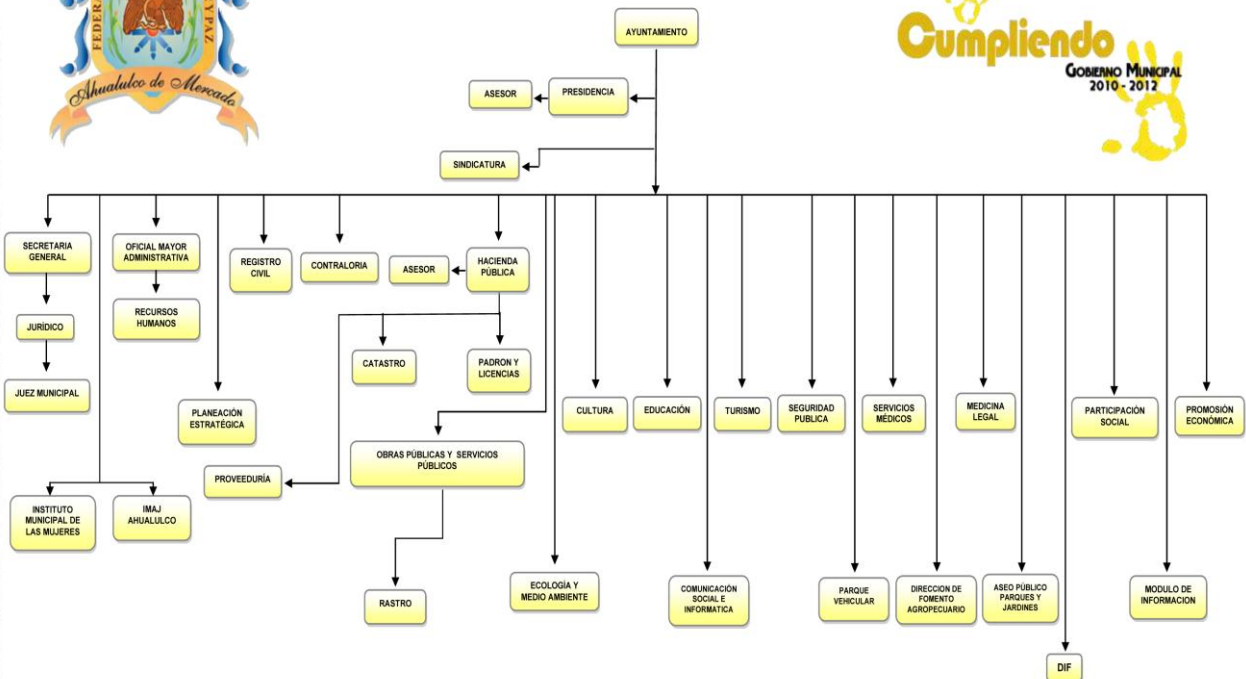 FEDERA
Y PAZ
Ahualulco de Mercado
Cumpliendo
GOBIERNO MUNICIPAL
2010 - 2012
AYUNTAMIENTO
ASESOR
PRESIDENCIA
SINDICATURA
SECRETARIA
GENERAL
OFICIAL MAYOR
ADMINISTRATIVA
REGISTRO
CIVIL
CONTRALORIA
ASESOR
HACIENDA
PÚBLICA
JURÍDICO
RECURSOS
HUMANOS
CATASTRO
PADRON Y
LICENCIAS
JUEZ MUNICIPAL
PLANEACIÓN
ESTRATÉGICA
CULTURA
EDUCACIÓN
TURISMO
SEGURIDAD
PUBLICA
SERVICIOS
MÉDICOS
MEDICINA
LEGAL
PARTICIPACIÓN
SOCIAL
PROMOSIÓN
ECONÓMICA
OBRAS PÚBLICAS Y SERVICIOS
PÚBLICOS
PROVEEDURÍA
INSTITUTO
MUNICIPAL DE
LAS MUJERES
IMAJ
AHUALULCO
RASTRO
ECOLOGÍA Y
MEDIO AMBIENTE
COMUNICACIÓN
SOCIAL E
INFORMATICA
PARQUE
VEHICULAR
DIRECCION DE
FOMENTO
AGROPECUARIO
ASEO PÚBLICO
PARQUES Y
JARDINES
MODULO DE
INFORMACION
DIF